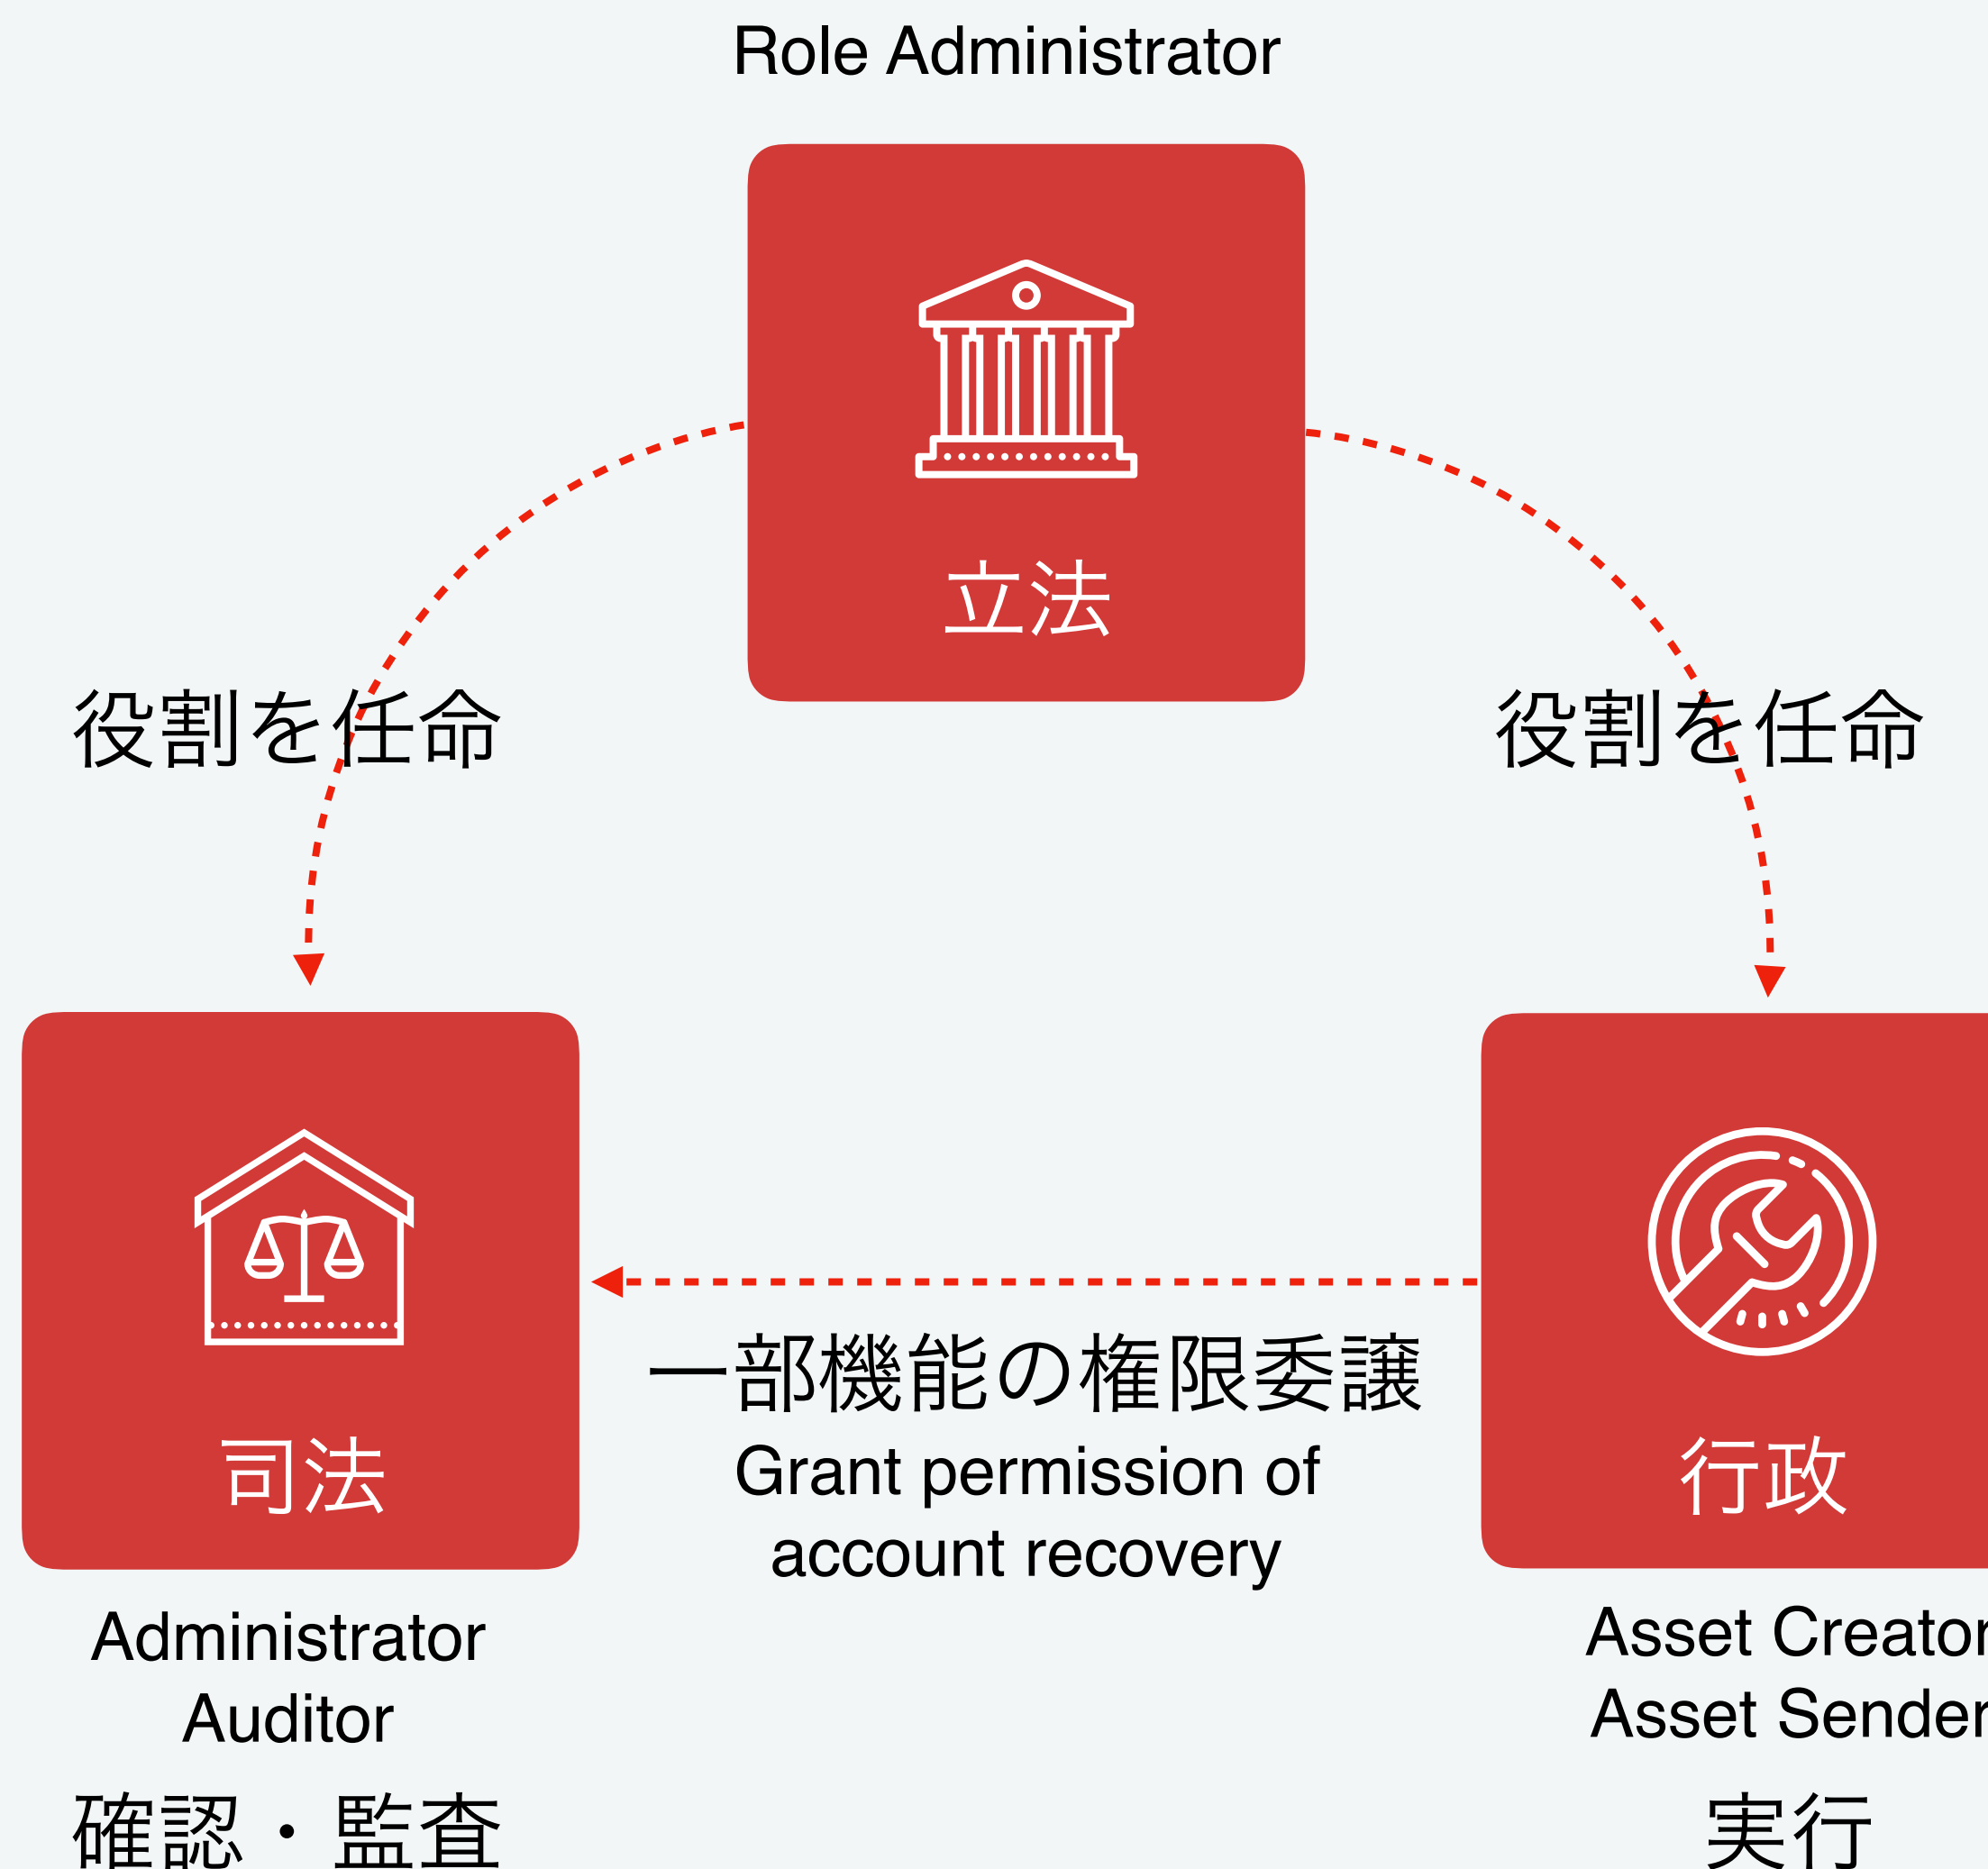 Role Administrator
立法
役割を任命
役割を任命
司法
行政
一部機能の権限委譲
Grant permission of
account recovery
Administrator
Auditor
確認・監査
Asset Creator
Asset Sender
実行